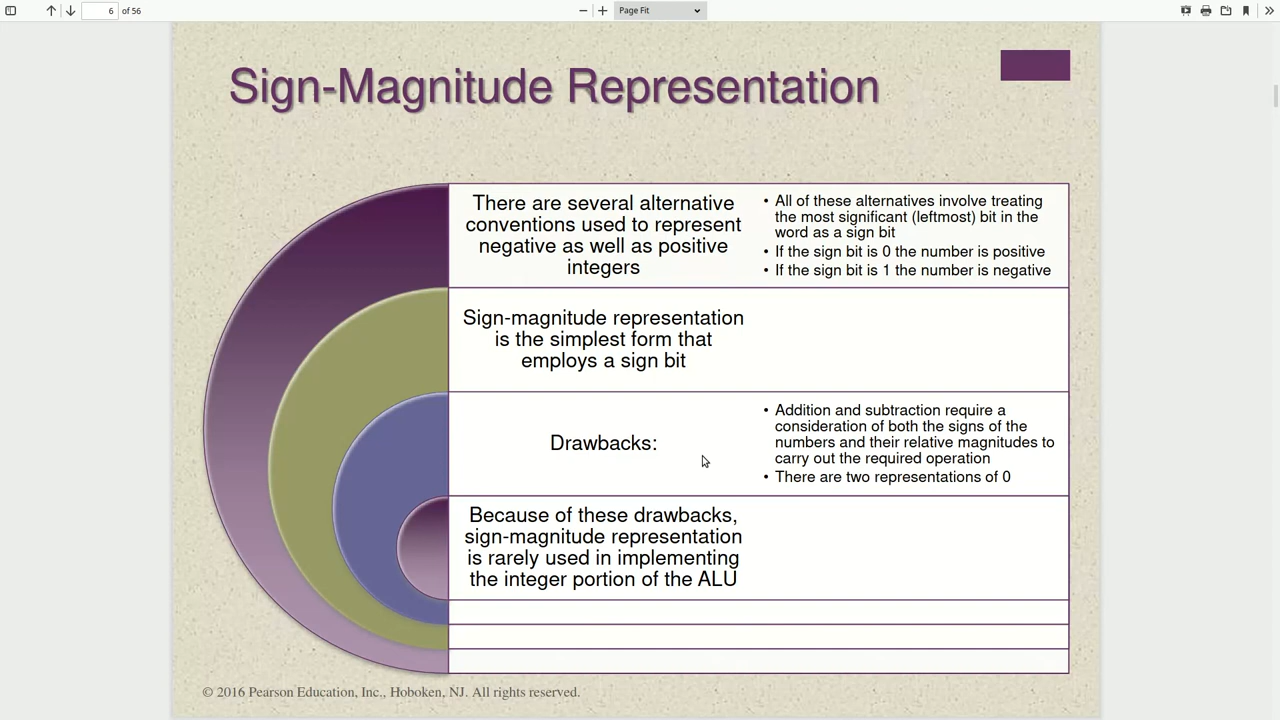 6 of 56
Page Fit
Sign-Magnitude Representation
There are several alternative
conventions used to represent
negative as well as positive
integers
• All of these alternatives involve treating
the most significant (leftmost) bit in the
word as a sign bit
• If the sign bit is 0 the number is positive
• If the sign bit is 1 the number is negative
Sign-magnitude representation
is the simplest form that
employs a sign bit
Drawbacks:
• Addition and subtraction require a
consideration of both the signs of the
numbers and their relative magnitudes to
carry out the required operation
• There are two representations of 0
Because of these drawbacks,
sign-magnitude representation
is rarely used in implementing
the integer portion of the ALU
© 2016 Pearson Education, Inc., Hoboken, NJ. All rights reserved.